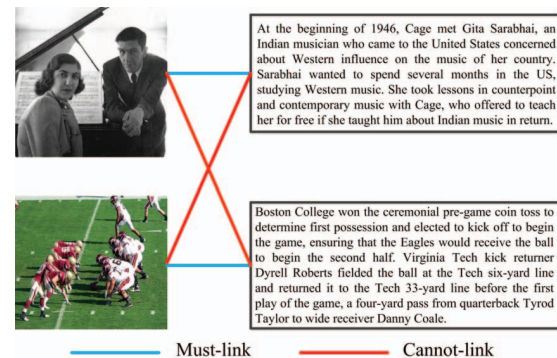 At the beginning of 1946, Cage met Gita Sarabhai, an
Indian musician who came to the United States concerned
about Western influence on the music of her country.
Sarabhai wanted to spend several months in the US,
studying Western music. She took lessons in counterpoint
and contemporary music with Cage, who offered to teach
her for free if she taught him about Indian music in return.
Boston College won the ceremonial pre-game coin toss to
determine first possession and elected to kick off to begin
the game, ensuring that the Eagles would receive the ball
to begin the second half. Virginia Tech kick returner
Dyrell Roberts fielded the ball at the Tech six-yard line
and returned it to the Tech 33-yard line before the first
play of the game, a four-yard pass from quarterback Tyrod
Taylor to wide receiver Danny Coale.
Must-link
Cannot-link